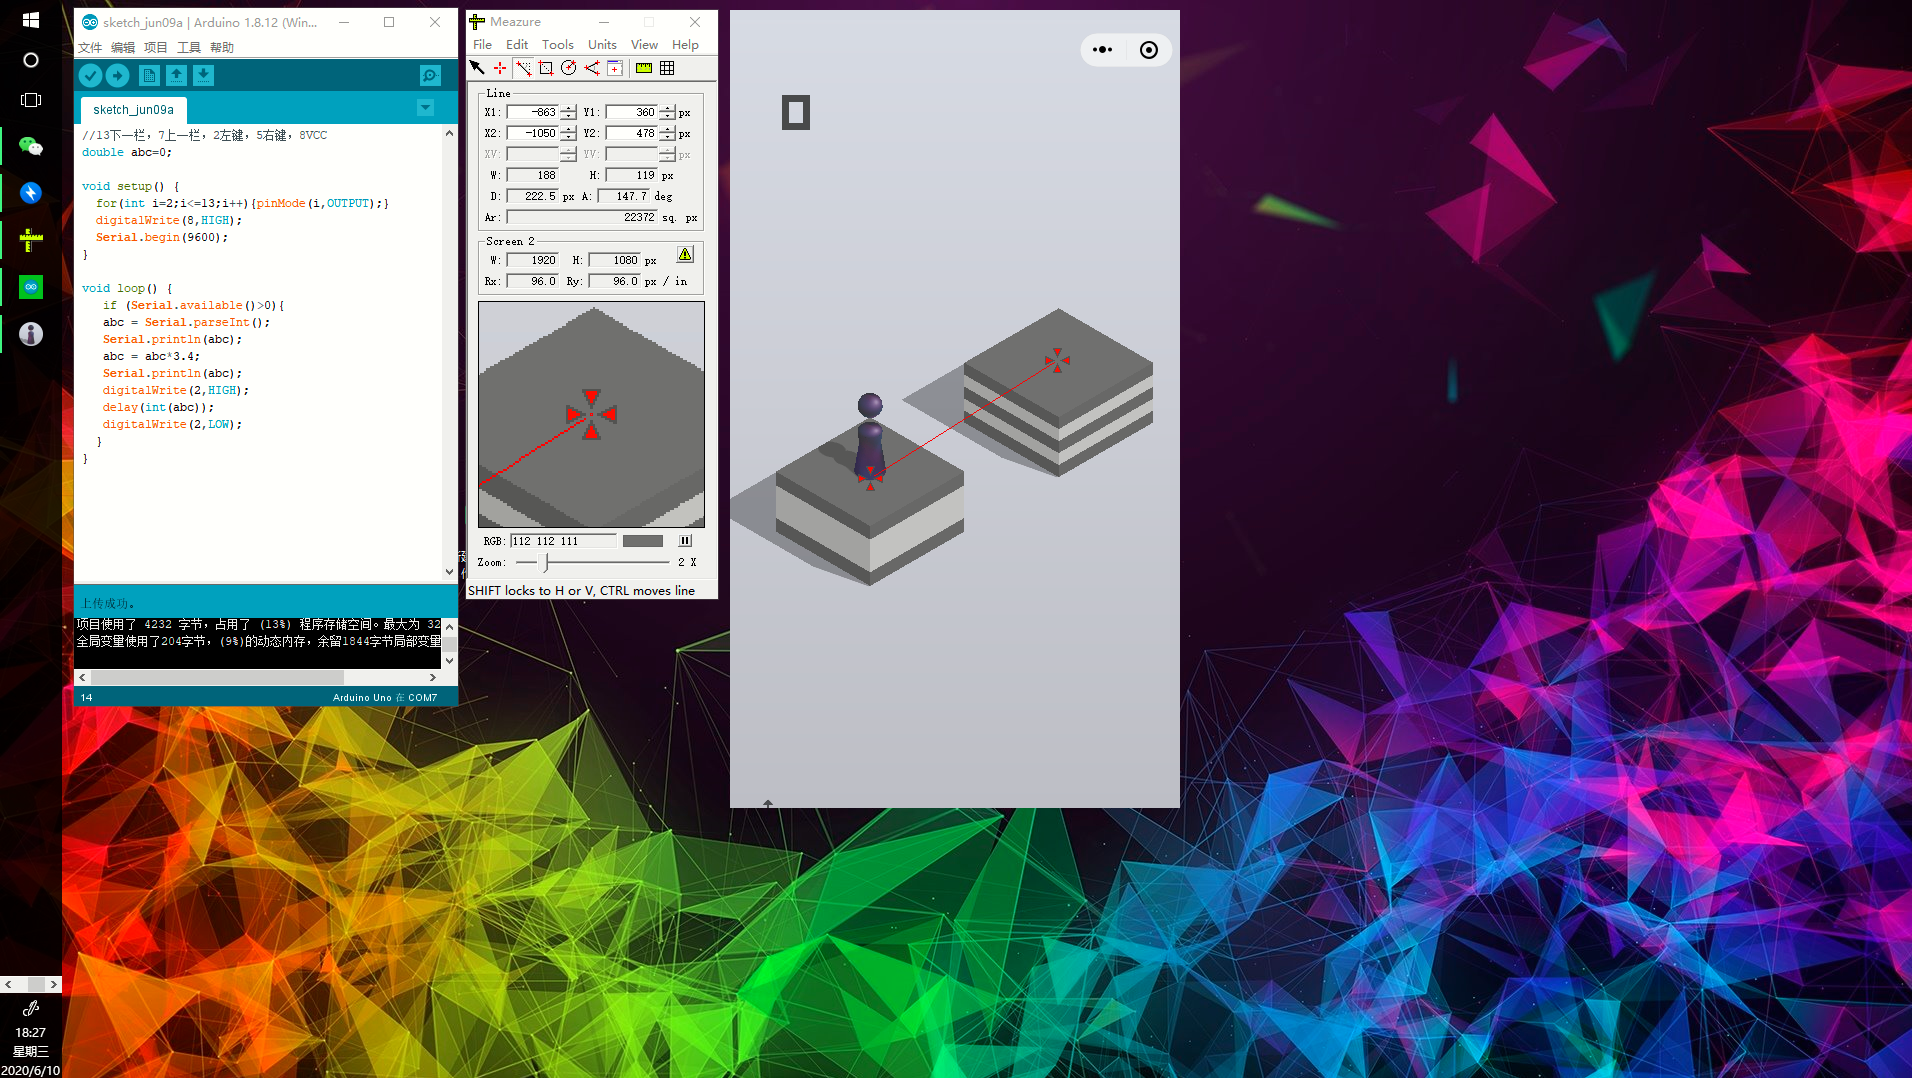 sketch_jun09a | Arduino 1.8.12 (Win...
文件 编辑 项目 工具 帮助
sketch_jun09a
//13下一栏，7上一栏，2左键，5右键，8VCC
double abc=0;
void setup() {
for(int i=2;i<=13;i++){pinMode(i,OUTPUT);}
digitalWrite(8,HIGH);
Serial.begin(9600);
}
void loop() {
if (Serial.available()>0){
abc = Serial.parseInt();
Serial.println(abc);
abc = abc*3.4;
Serial.println(abc);
digitalWrite(2,HIGH);
delay(int(abc));
digitalWrite(2,LOW);
}
}
上传成功。
项目使用了 4232 字节，占用了 (13%) 程序存储空间。最大为 32
全局变量使用了204字节，(9%)的动态内存，余留1844字节局部变量
14
Arduino Uno 在 COM7
Meazure
File Edit Tools Units View Help
Line
X1: -863 Y1: 360 px
X2: -1050 Y2: 478 px
XV: YV: px
W: 188 H: 119 px
D: 222.5 px A: 147.7 deg
Ar: 22372 sq. px
Screen 2
W: 1920 H: 1080 px
Rx: 96.0 Ry: 96.0 px / in
RGB: 112 112 111
Zoom: 2 X
SHIFT locks to H or V, CTRL moves line
0
18:27
星期三
2020/6/10